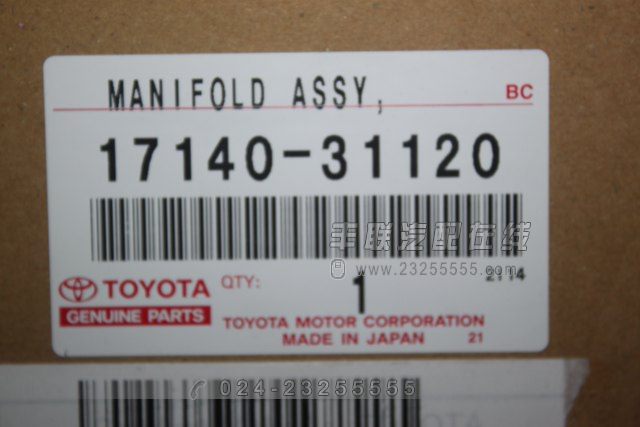 MANIFOLD ASSY,
BC
17140-31120
丰联汽配在线
www.23255555.com
2114
TOYOTA
GENUINE PARTS
QTY:
1
TOYOTA MOTOR CORPORATION
MADE IN JAPAN
21
024-23255555
TOYOTA